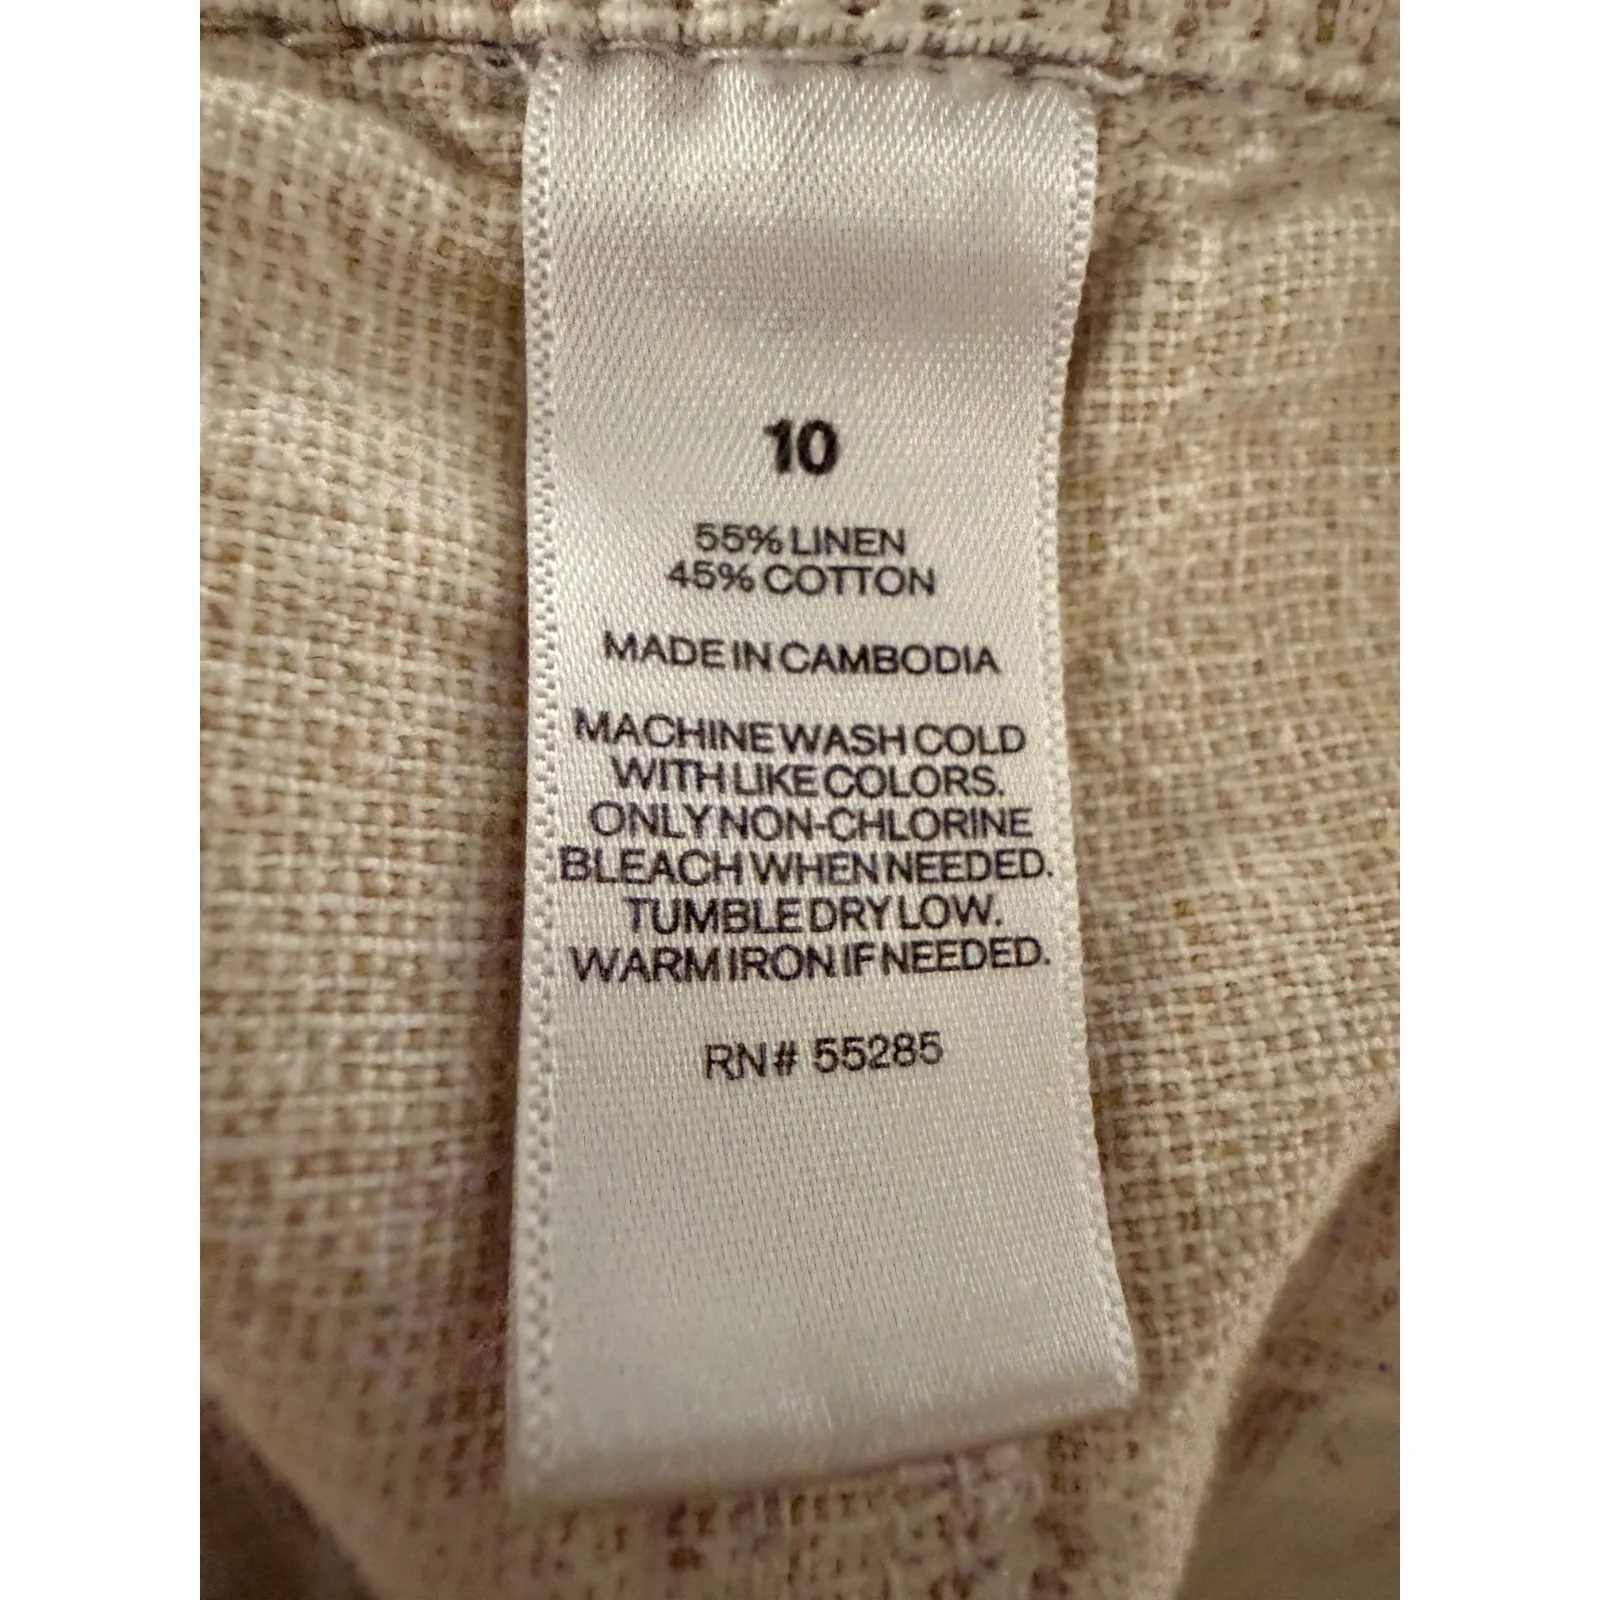 10
55% LINEN
45% COTTON
MADE IN CAMBODIA
MACHINE WASH COLD
WITH LIKE COLORS.
ONLY NON-CHLORINE
BLEACH WHEN NEEDED.
TUMBLE DRY LOW.
WARM IRON IF NEEDED.
RN# 55285